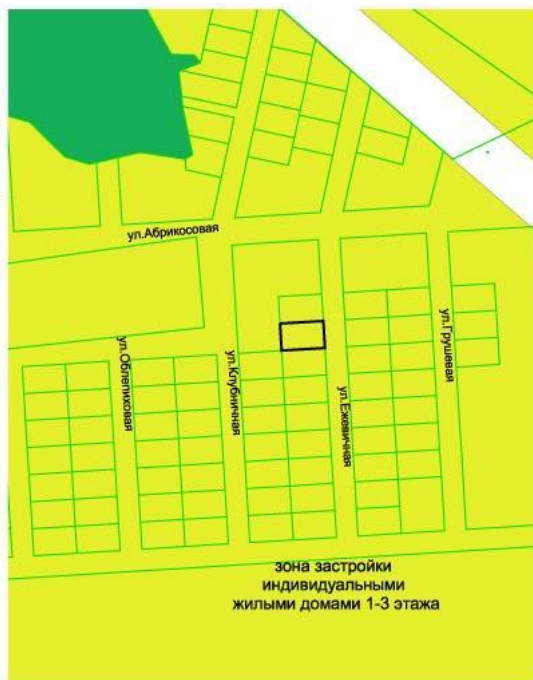 ул.Абрикосовая
ул.Облепиховая
ул.Клубничная
ул.Ежевичная
ул.Грушевая
зона застройки
индивидуальными
жилыми домами 1-3 этажа